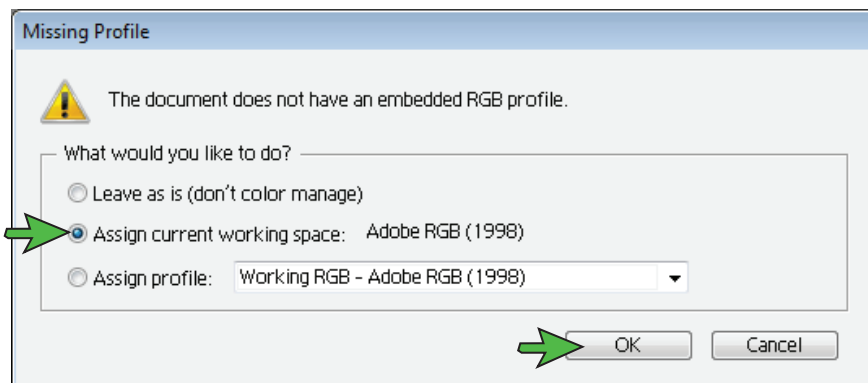 Missing Profile
The document does not have an embedded RGB profile.
What would you like to do?
Leave as is (don't color manage)
Assign current working space: Adobe RGB (1998)
Assign profile: Working RGB - Adobe RGB (1998)
OK Cancel